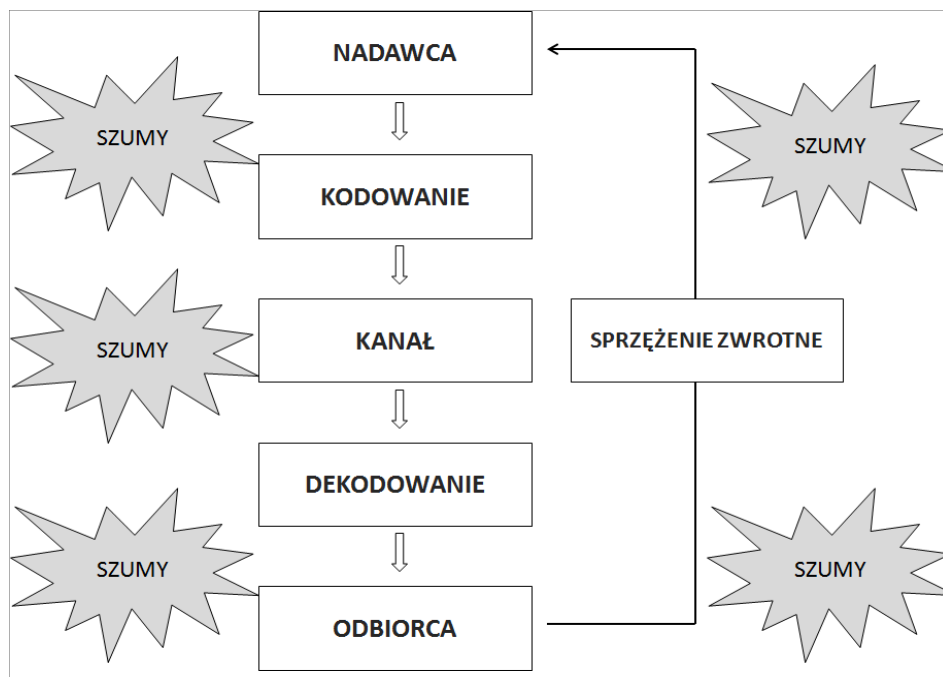 NADAWCA
SZUMY
SZUMY
KODOWANIE
KANAŁ
SPRZĘŻENIE ZWROTNE
SZUMY
DEKODOWANIE
SZUMY
SZUMY
ODBIORCA